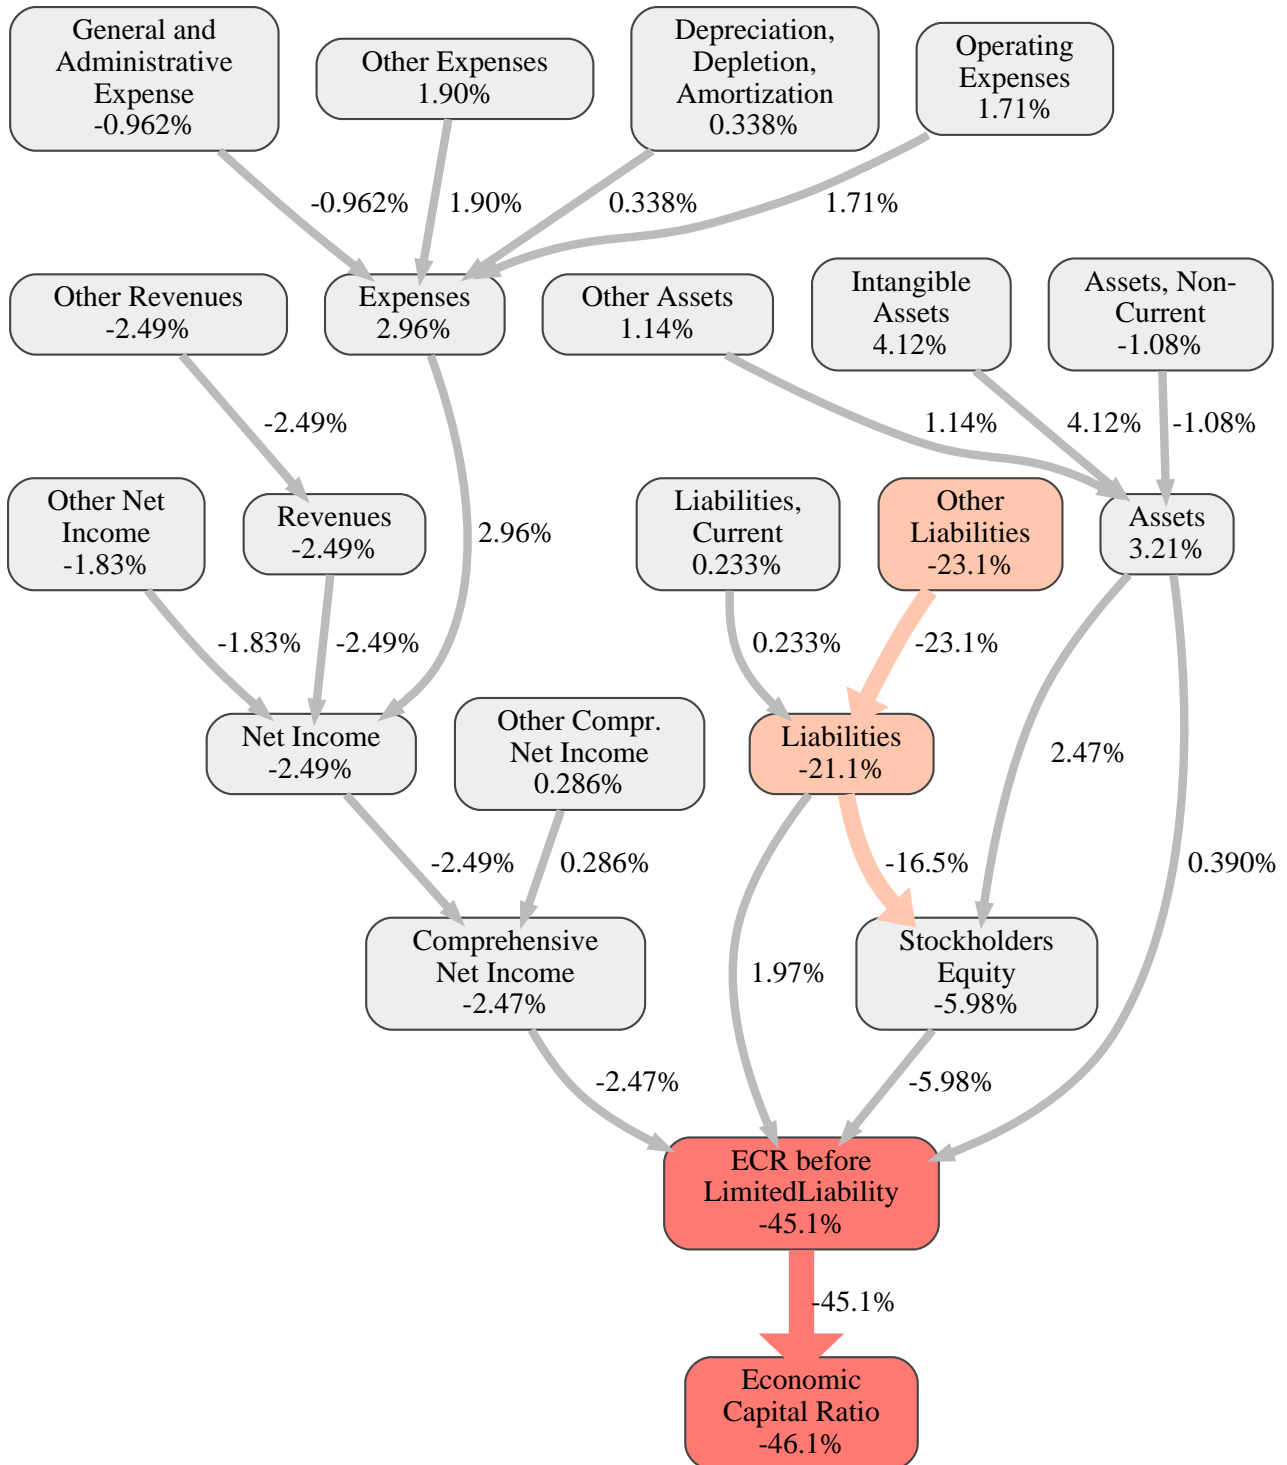 General and
Administrative
Expense
-0.962%
Other Expenses
1.90%
Depreciation,
Depletion,
Amortization
0.338%
Operating
Expenses
1.71%
-0.962%
1.90%
0.338%
1.71%
Other Revenues
-2.49%
Expenses
2.96%
Other Assets
1.14%
Intangible
Assets
4.12%
Assets, Non-
Current
-1.08%
-2.49%
1.14%
4.12%
-1.08%
Other Net
Income
-1.83%
Revenues
-2.49%
2.96%
Liabilities,
Current
0.233%
Other
Liabilities
-23.1%
Assets
3.21%
-1.83%
-2.49%
0.233%
-23.1%
Net Income
-2.49%
Other Compr.
Net Income
0.286%
Liabilities
-21.1%
2.47%
-2.49%
0.286%
-16.5%
0.390%
Comprehensive
Net Income
-2.47%
1.97%
Stockholders
Equity
-5.98%
-2.47%
-5.98%
ECR before
LimitedLiability
-45.1%
-45.1%
Economic
Capital Ratio
-46.1%